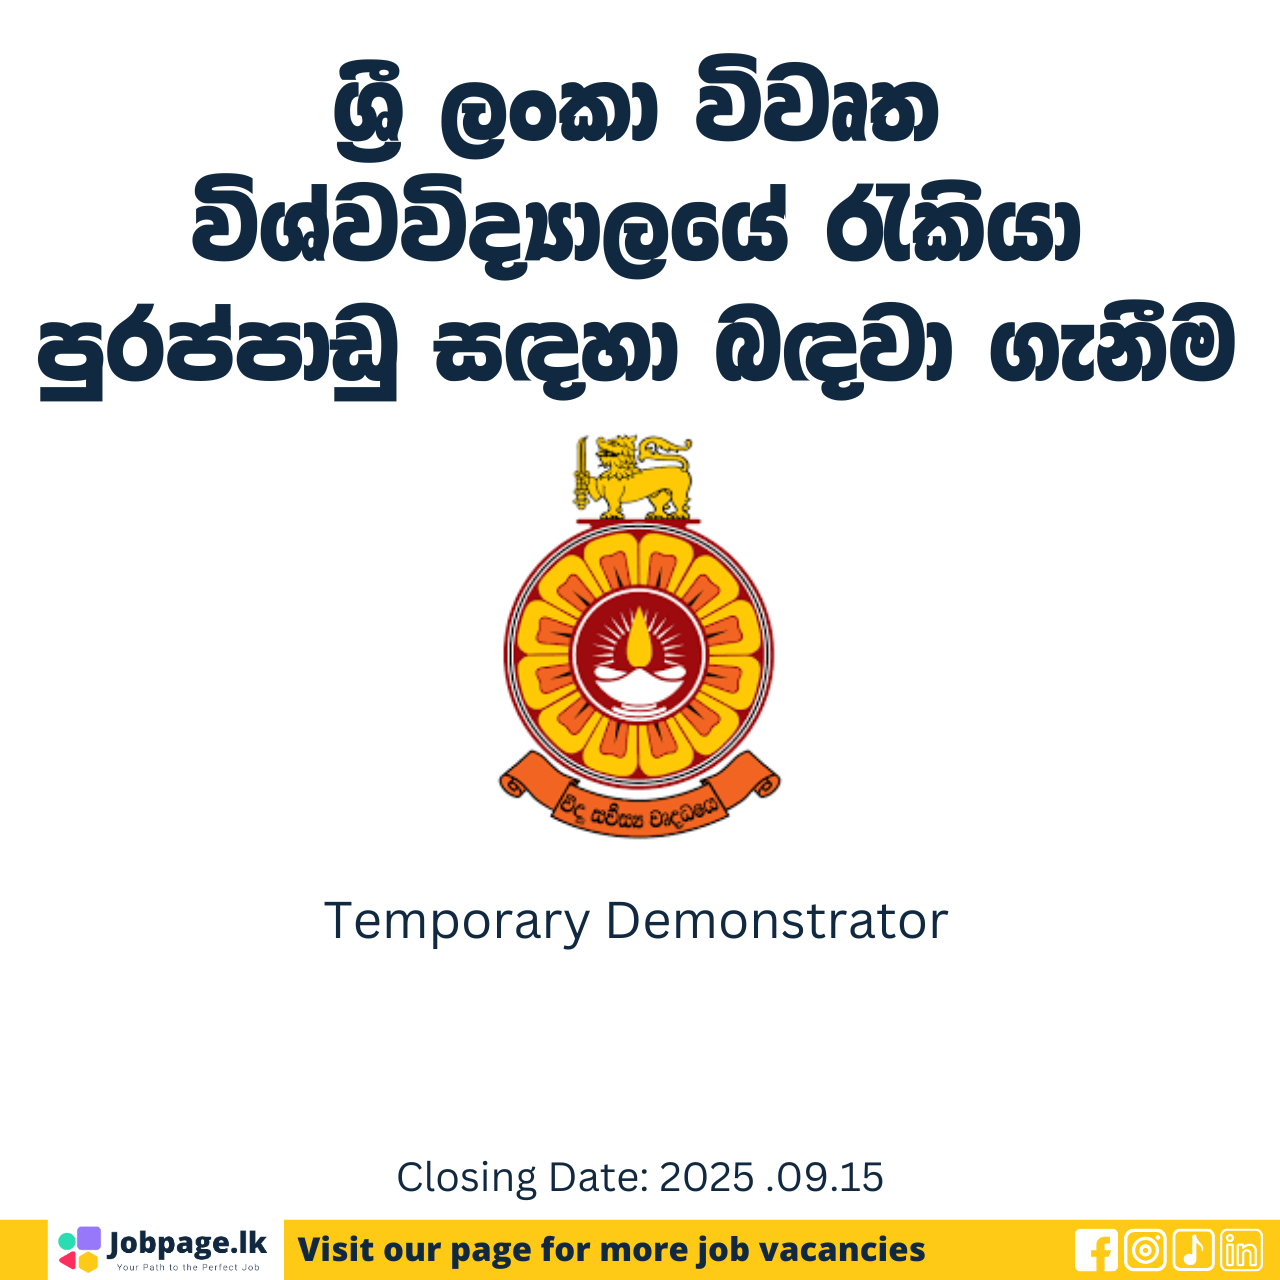 ශ්‍රී ලංකා විවෘත
විශ්වවිද්‍යාලයේ රැකියා
පුරප්පාඩු සඳහා බඳවා ගැනීම
Temporary Demonstrator
Closing Date: 2025 .09.15
Jobpage.lk
Your Path to the Perfect Job
Visit our page for more job vacancies